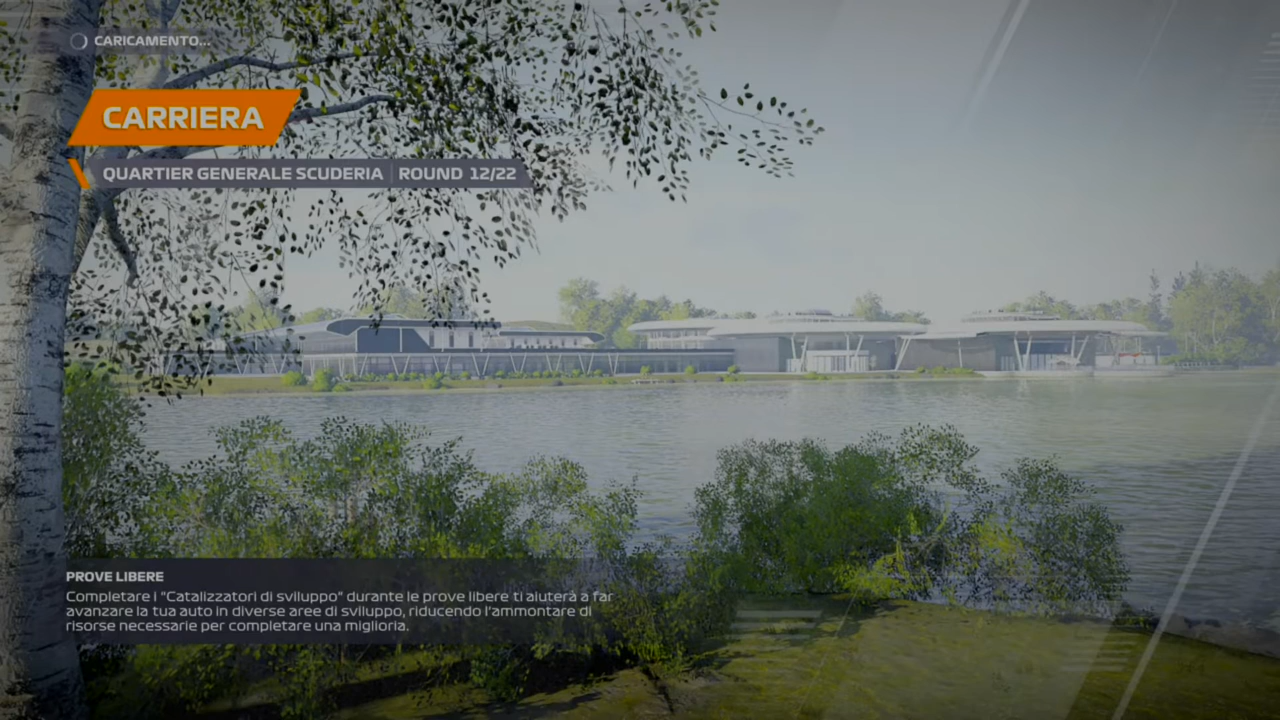 CARICAMENTO...
CARRIERA
QUARTIER GENERALE SCUDERIA | ROUND 12/22
PROVE LIBERE
Completare i "Catalizzatori di sviluppo" durante le prove libere ti aiuterà a far
avanzare la tua auto in diverse aree di sviluppo, riducendo l'ammontare di
risorse necessarie per completare una miglioria.